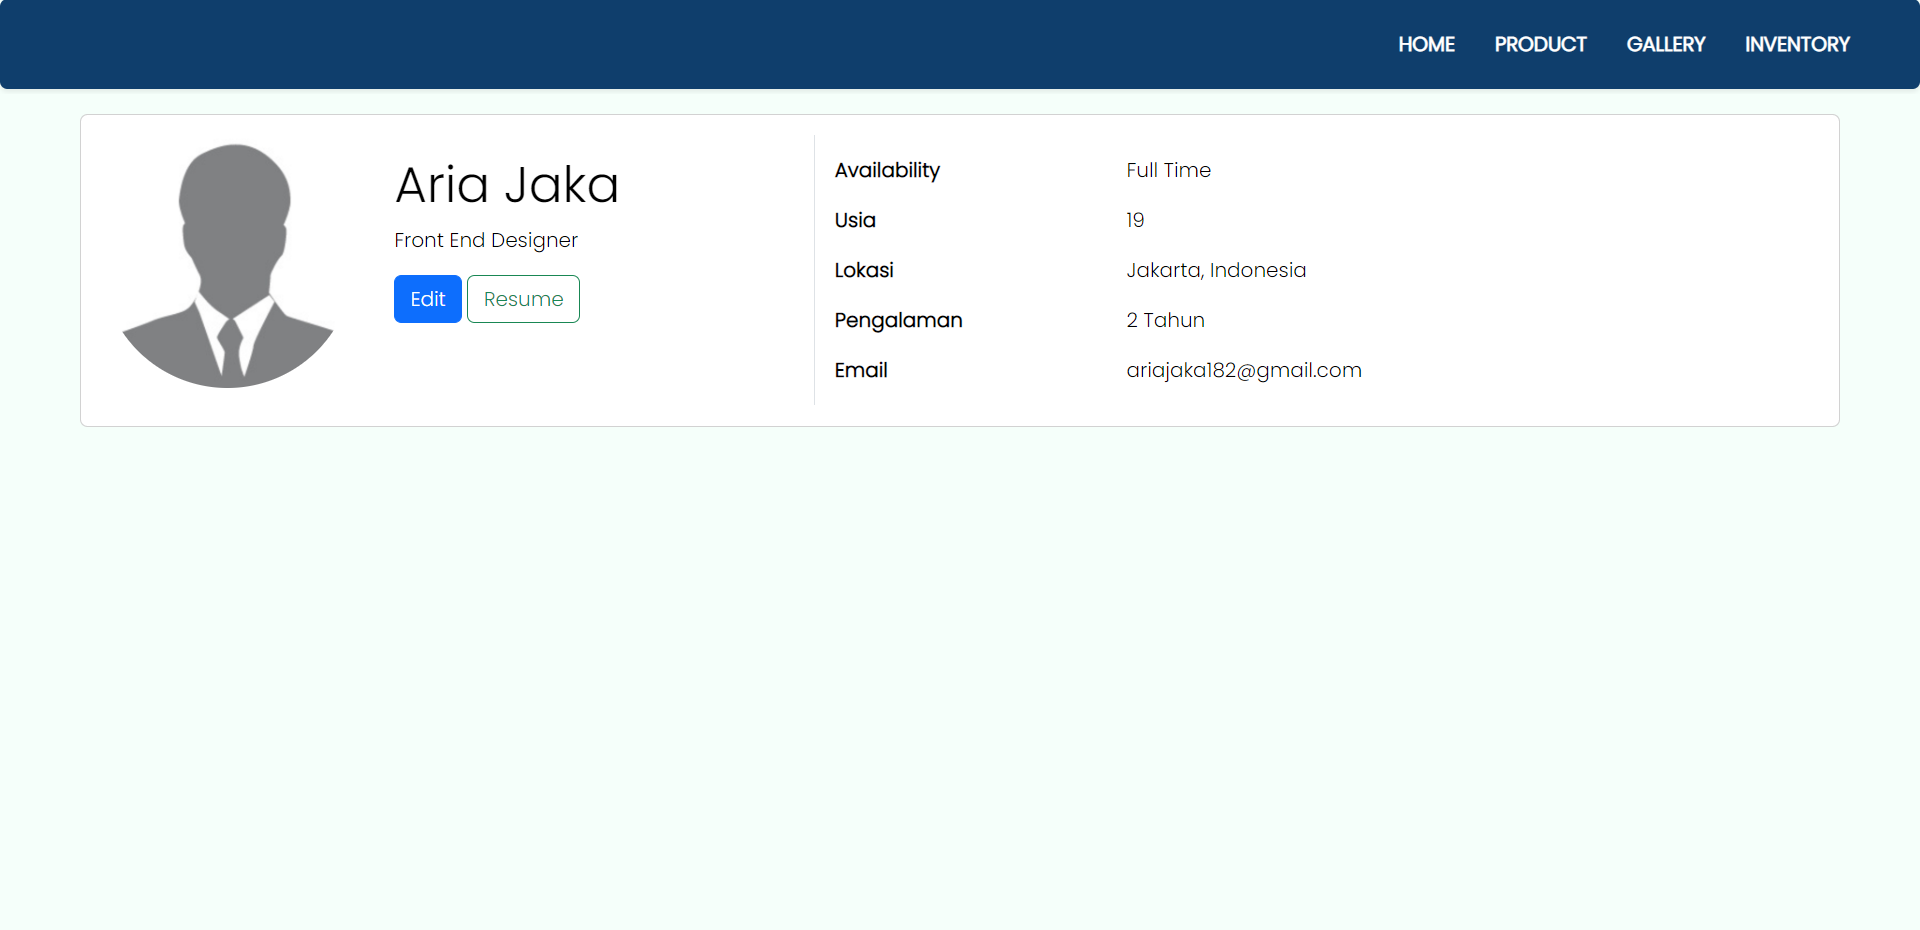 HOME PRODUCT GALLERY INVENTORY
Aria Jaka
Front End Designer
Edit Resume
Availability Full Time
Usia 19
Lokasi Jakarta, Indonesia
Pengalaman 2 Tahun
Email ariajaka182@gmail.com